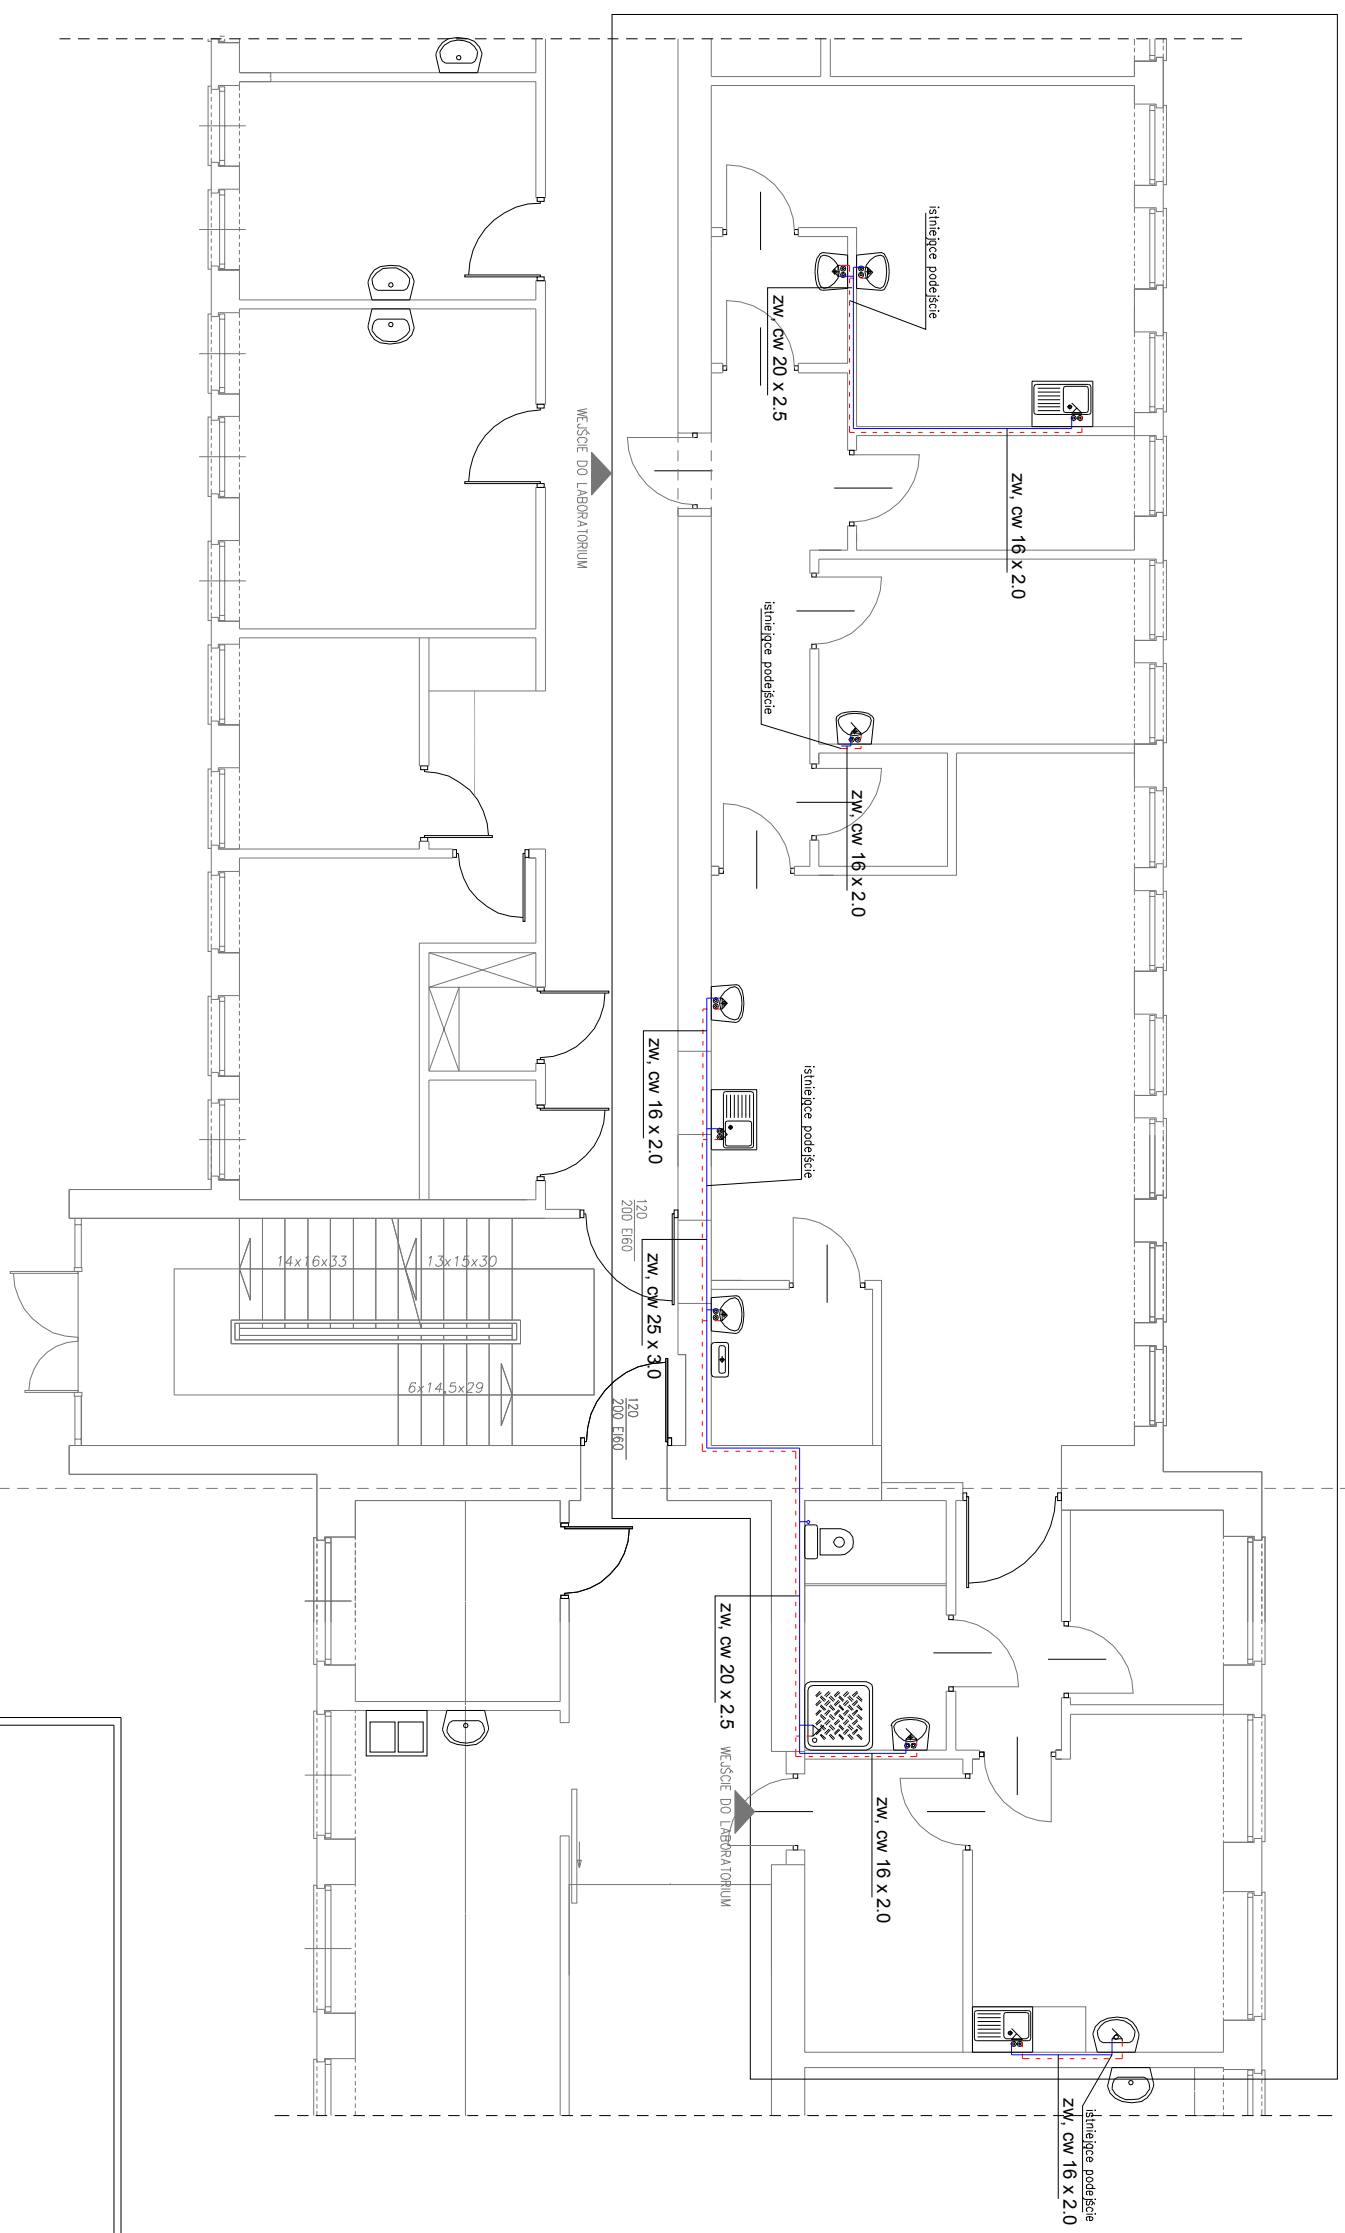 istniejące podejście
zw, cw 20 x 2.5
WEJŚCIE DO LABORATORIUM
zw, cw 16 x 2.0
istniejące podejście
zw, cw 16 x 2.0
zw, cw 16 x 2.0
istniejące podejście
120
200 EI60
14x16x33
13x15x30
zw, cw 25 x 3.0
6x14,5x29
120
200 EI60
zw, cw 20 x 2.5
WEJŚCIE DO LABORATORIUM
zw, cw 16 x 2.0
istniejące podejście
zw, cw 16 x 2.0